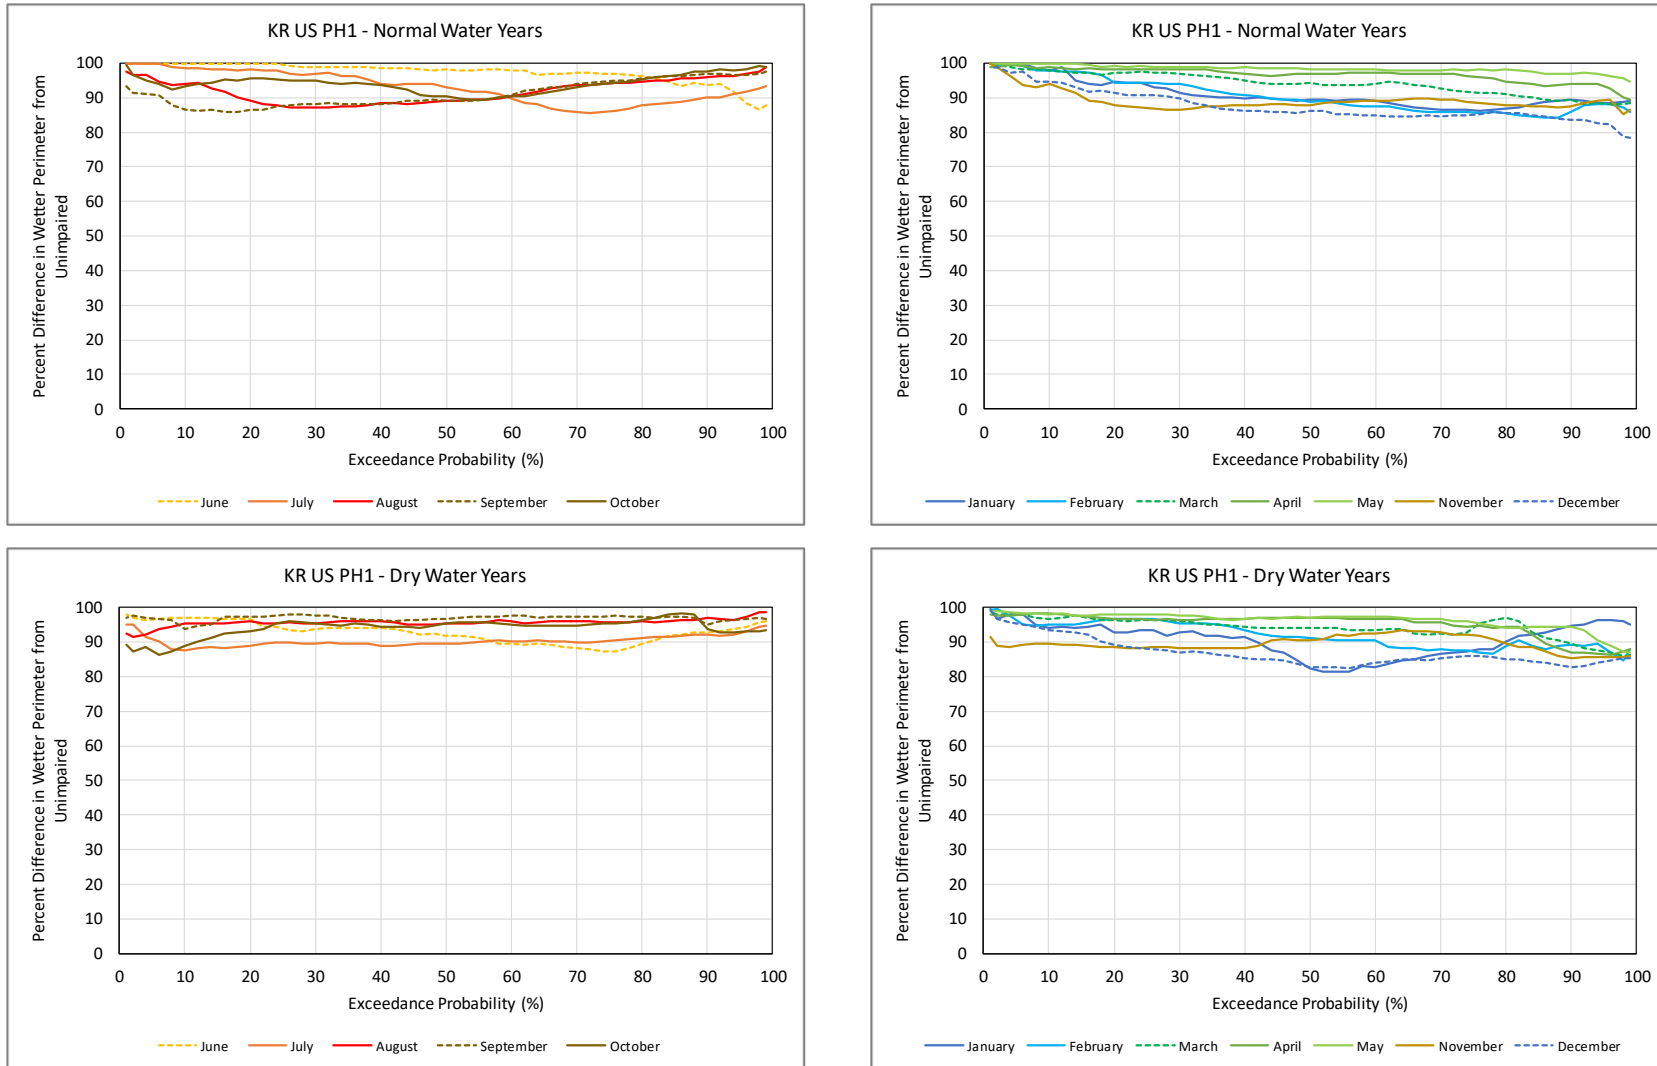 KR US PH1 - Normal Water Years
Percent Difference in Wetter Perimeter from
Unimpaired
100
90
80
70
60
50
40
30
20
10
0
0 10 20 30 40 50 60 70 80 90 100
Exceedance Probability (%)
June July August September October
KR US PH1 - Normal Water Years
Percent Difference in Wetter Perimeter from
Unimpaired
100
90
80
70
60
50
40
30
20
10
0
0 10 20 30 40 50 60 70 80 90 100
Exceedance Probability (%)
January February March April May November December
KR US PH1 - Dry Water Years
Percent Difference in Wetter Perimeter from
Unimpaired
100
90
80
70
60
50
40
30
20
10
0
0 10 20 30 40 50 60 70 80 90 100
Exceedance Probability (%)
June July August September October
KR US PH1 - Dry Water Years
Percent Difference in Wetter Perimeter from
Unimpaired
100
90
80
70
60
50
40
30
20
10
0
0 10 20 30 40 50 60 70 80 90 100
Exceedance Probability (%)
January February March April May November December